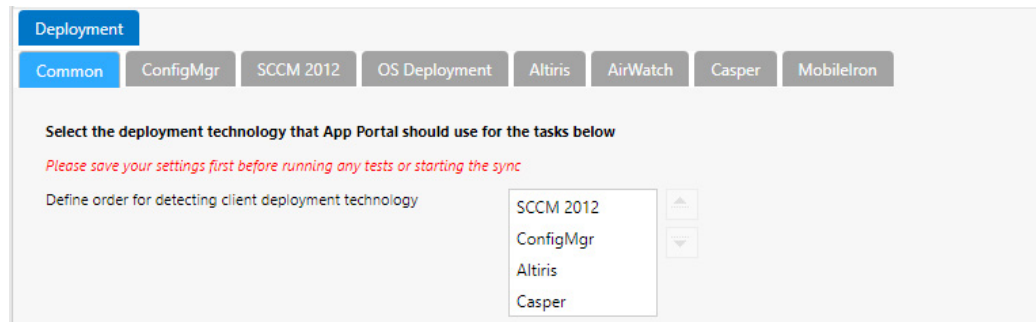 Deployment
Common ConfigMgr SCCM 2012 OS Deployment Altiris AirWatch Casper MobileIron
Select the deployment technology that App Portal should use for the tasks below
Please save your settings first before running any tests or starting the sync
Define order for detecting client deployment technology
SCCM 2012
ConfigMgr
Altiris
Casper